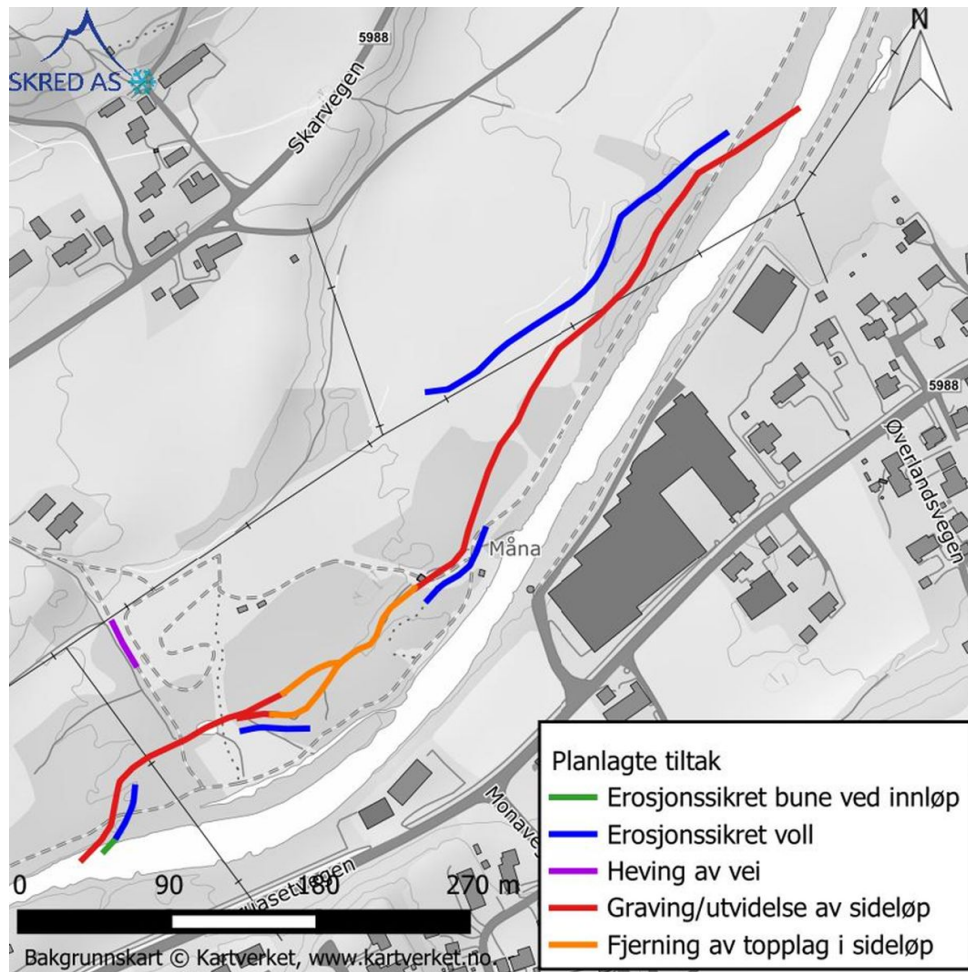 N
5988
SKRED AS
Skarvegen
5988
Øverlandsvegen
Måna
Planlagte tiltak
Erosjonssikret bune ved innløp
Erosjonssikret voll
Heving av vei
Graving/utvidelse av sideløp
Fjerning av topplag i sideløp
0 90 180 270 m
Bakgrunnskart © Kartverket, www.kartverket.no.